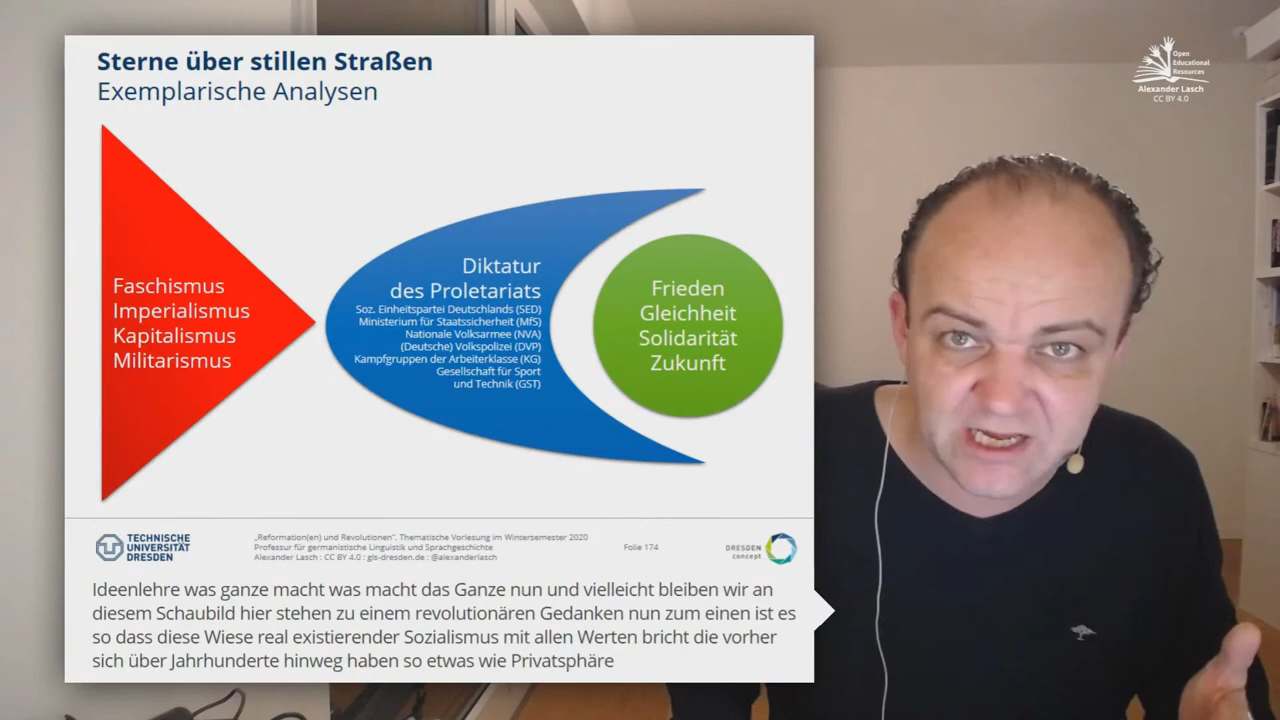 Sterne über stillen Straßen
Exemplarische Analysen
Faschismus
Imperialismus
Kapitalismus
Militarismus
Diktatur
des Proletariats
Soz. Einheitspartei Deutschlands (SED)
Ministerium für Staatssicherheit (MfS)
Nationale Volksarmee (NVA)
(Deutsche) Volkspolizei (DVP)
Kampfgruppen der Arbeiterklasse (KG)
Gesellschaft für Sport
und Technik (GST)
Frieden
Gleichheit
Solidarität
Zukunft
TECHNISCHE
UNIVERSITÄT
DRESDEN
„Reformation(en) und Revolutionen“. Thematische Vorlesung im Wintersemester 2020
Professur für germanistische Linguistik und Sprachgeschichte
Alexander Lasch : CC BY 4.0 : gls-dresden.de : @alexanderlasch
Folie 174
DRESDEN
concept
Ideenlehre was ganze macht was macht das Ganze nun und vielleicht bleiben wir an
diesem Schaubild hier stehen zu einem revolutionären Gedanken nun zum einen ist es
so dass diese Wiese real existierender Sozialismus mit allen Werten bricht die vorher
sich über Jahrhunderte hinweg haben so etwas wie Privatsphäre
Open
Educational
Resources
Alexander Lasch
CC BY 4.0